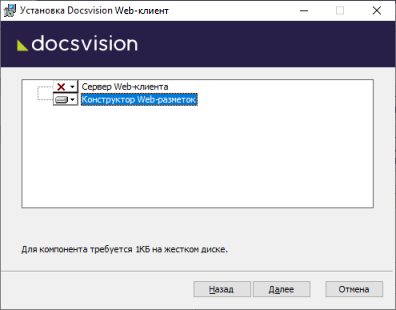 Установка Docsvision Web-клиент
docsvision
Сервер Web-клиента
Конструктор Web-разметок
Для компонента требуется 1КБ на жестком диске.
Назад Далее Отмена